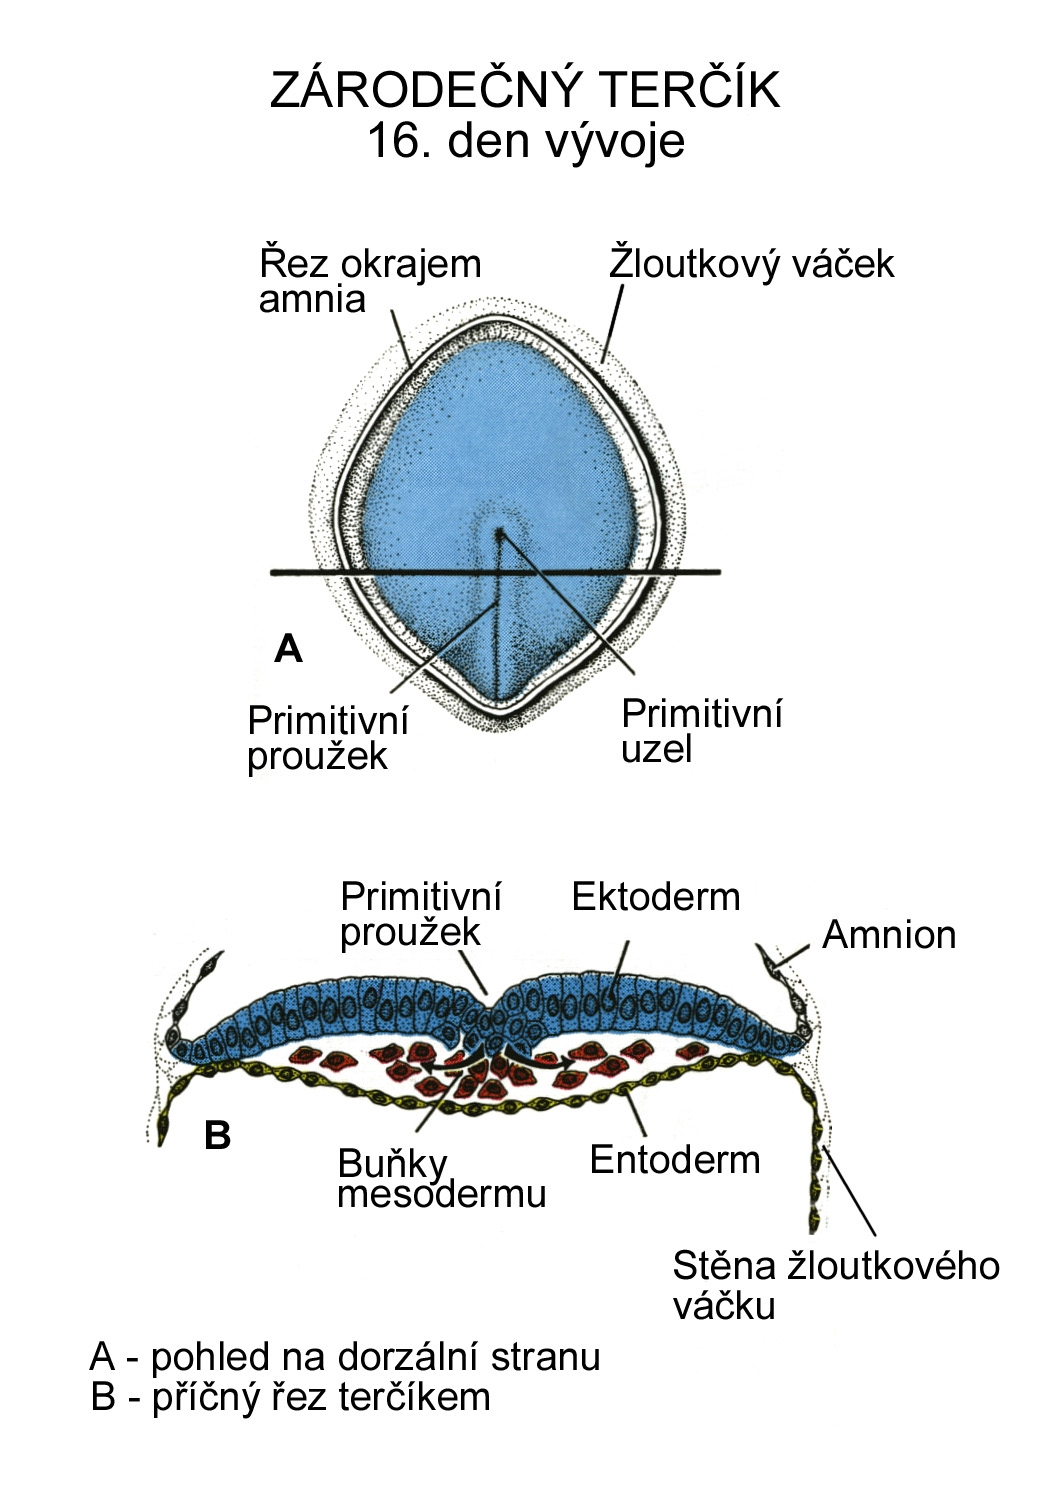 ZÁRODEČNÝ TERČÍK
16. den vývoje
Řez okrajem
amnia
Žloutkový váček
A
Primitivní
proužek
Primitivní
uzel
Primitivní
proužek
Ektoderm
Amnion
B
Buňky
mesodermu
Entoderm
Stěna žloutkového
váčku
A - pohled na dorzální stranu
B - příčný řez terčíkem